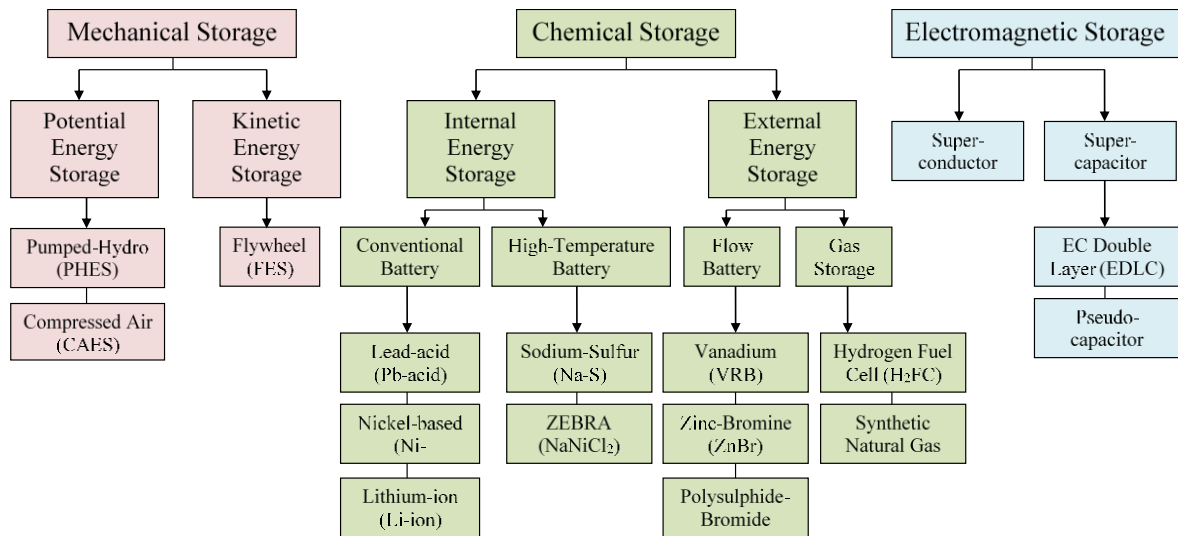 Mechanical Storage
Potential
Energy
Storage
Kinetic
Energy
Storage
Pumped-Hydro
(PHES)
Compressed Air
(CAES)
Flywheel
(FES)
Chemical Storage
Internal
Energy
Storage
External
Energy
Storage
Conventional
Battery
High-Temperature
Battery
Flow
Battery
Gas
Storage
Lead-acid
(Pb-acid)
Nickel-based
(Ni-
Lithium-ion
(Li-ion)
Sodium-Sulfur
(Na-S)
ZEBRA
(NaNiCl₂)
Vanadium
(VRB)
Zinc-Bromine
(ZnBr)
Polysulphide-
Bromide
Hydrogen Fuel
Cell (H₂FC)
Synthetic
Natural Gas
Electromagnetic Storage
Super-
conductor
Super-
capacitor
EC Double
Layer (EDLC)
Pseudo-
capacitor